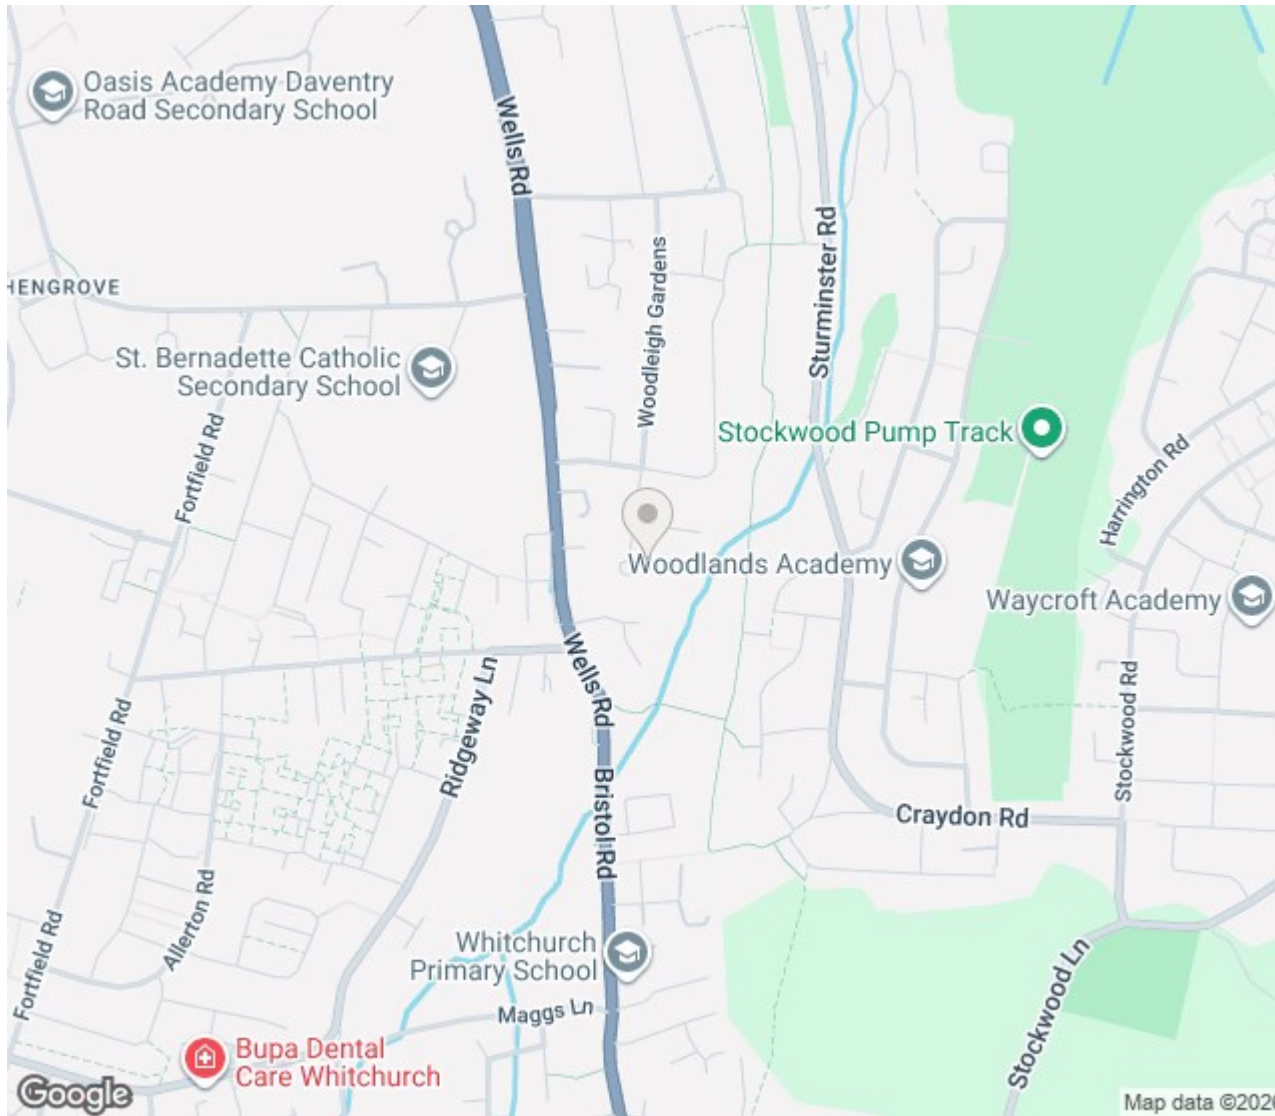 Oasis Academy Daventry
Road Secondary School
Wells Rd
Woodleigh Gardens
Sturminster Rd
HENGROVE
St. Bernadette Catholic
Secondary School
Fortfield Rd
Stockwood Pump Track
Harrington Rd
Woodlands Academy
Waycroft Academy
Wells Rd
Ridgeway Ln
Fortfield Rd
Stockwood Rd
Bristol Rd
Craydon Rd
Allerton Rd
Fortfield Rd
Whitchurch
Primary School
Maggs Ln
Stockwood Ln
Bupa Dental
Care Whitchurch
Google
Map data ©2026